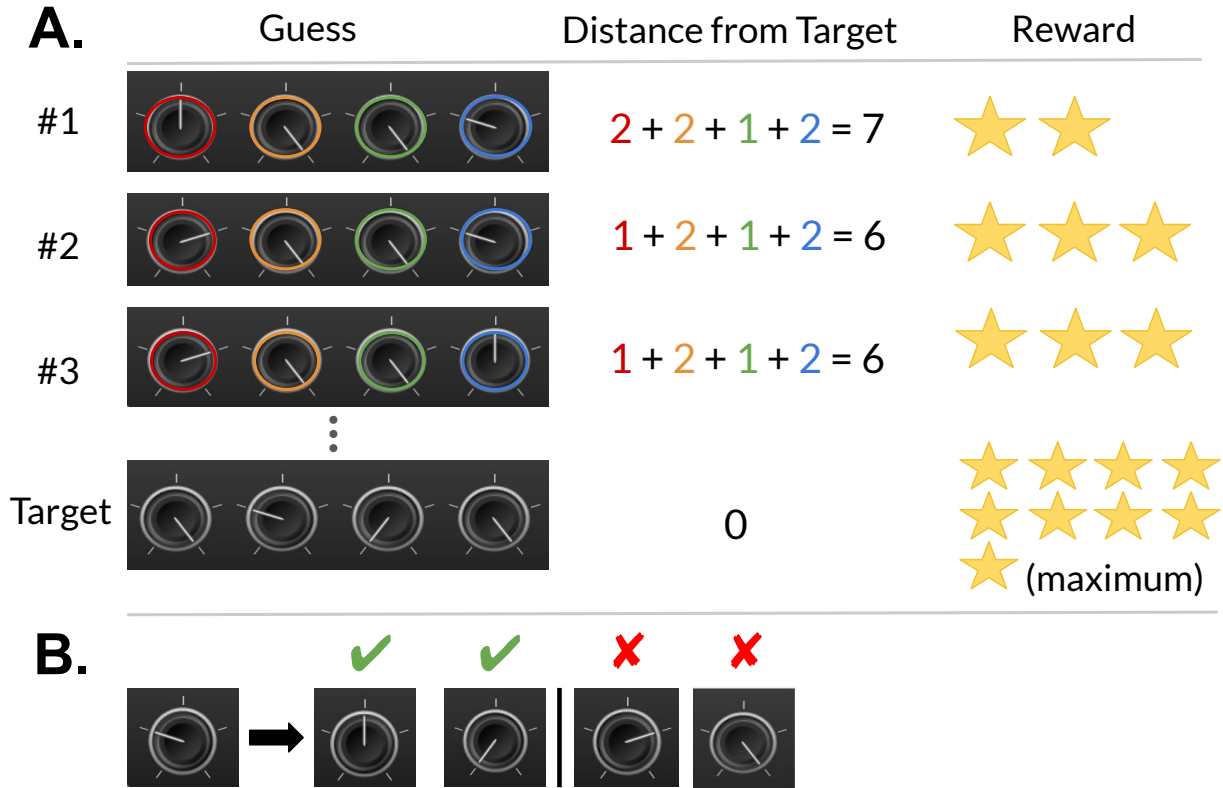 A. Guess Distance from Target Reward
#1 2 + 2 + 1 + 2 = 7
#2 1 + 2 + 1 + 2 = 6
#3 1 + 2 + 1 + 2 = 6
Target 0
(maximum)
B.